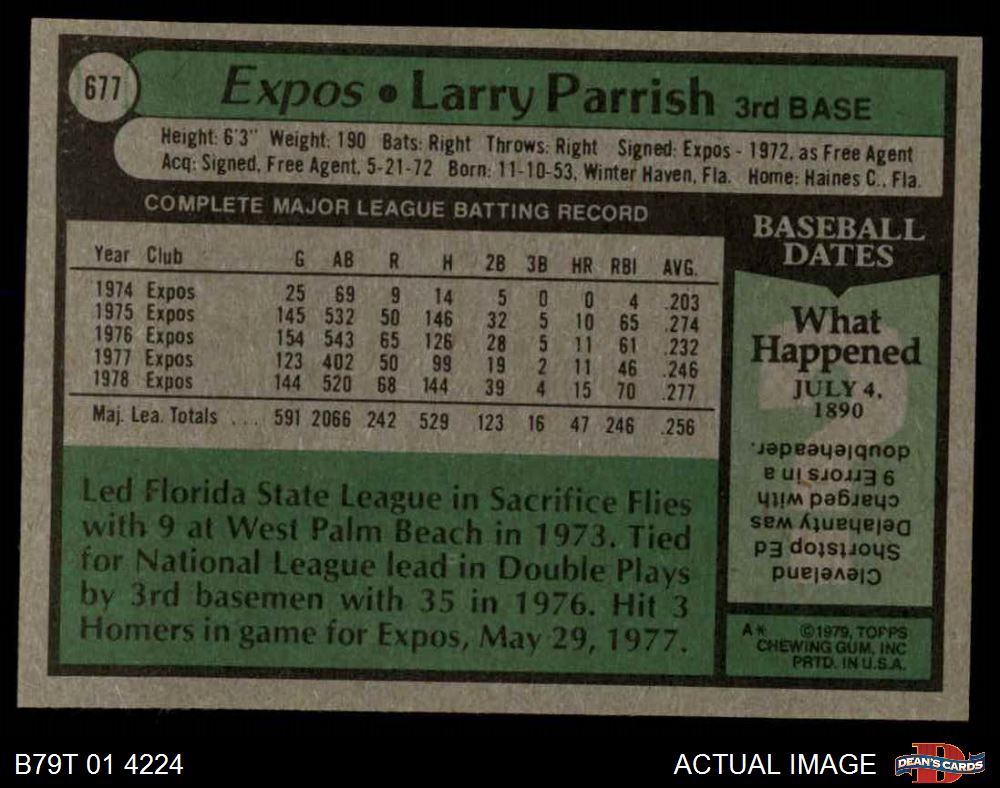 677
Expos • Larry Parrish 3rd BASE
Height: 6'3" Weight: 190 Bats: Right Throws: Right Signed: Expos - 1972, as Free Agent
Acq: Signed, Free Agent, 5-21-72 Born: 11-10-53, Winter Haven, Fla. Home: Haines C., Fla.
COMPLETE MAJOR LEAGUE BATTING RECORD
Year Club G AB R H 2B 3B HR RBI AVG.
1974 Expos 25 69 9 14 5 0 0 4 .203
1975 Expos 145 532 50 146 32 5 10 65 .274
1976 Expos 154 543 65 126 28 5 11 61 .232
1977 Expos 123 402 50 99 19 2 11 46 .246
1978 Expos 144 520 68 144 39 4 15 70 .277
Maj. Lea. Totals ... 591 2066 242 529 123 16 47 246 .256
Led Florida State League in Sacrifice Flies
with 9 at West Palm Beach in 1973. Tied
for National League lead in Double Plays
by 3rd basemen with 35 in 1976. Hit 3
Homers in game for Expos, May 29, 1977.
BASEBALL
DATES
What
Happened
JULY 4,
1890
Cleveland
Shortstop Ed
Delahanty was
charged with
9 Errors in a
doubleheader.
A* ©1979, TOPPS
CHEWING GUM, INC
PRTD. IN U.S.A.
B79T 01 4224
ACTUAL IMAGE
D
DEAN'S CARDS